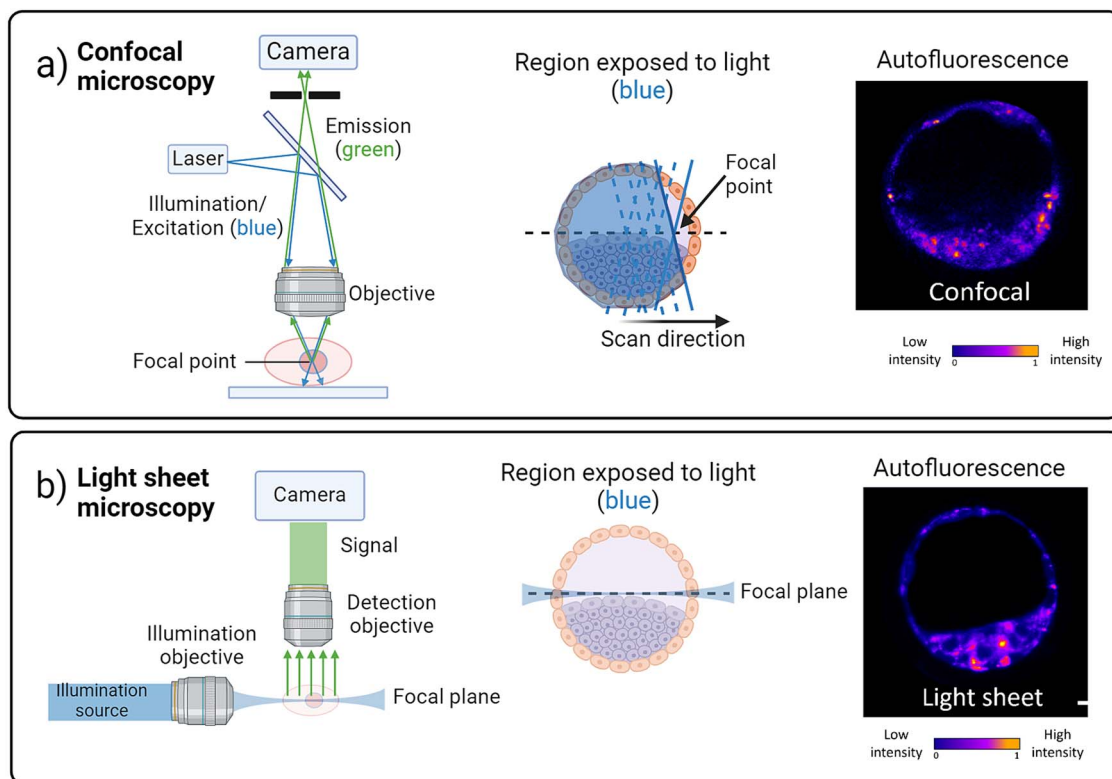 a) Confocal
microscopy
Camera
Emission
(green)
Laser
Illumination/
Excitation (blue)
Objective
Focal point
Region exposed to light
(blue)
Focal
point
Scan direction
Autofluorescence
Confocal
Low
intensity
0
1
High
intensity
b) Light sheet
microscopy
Camera
Signal
Detection
objective
Illumination
objective
Illumination
source
Focal plane
Region exposed to light
(blue)
Focal plane
Autofluorescence
Light sheet
Low
intensity
0
1
High
intensity